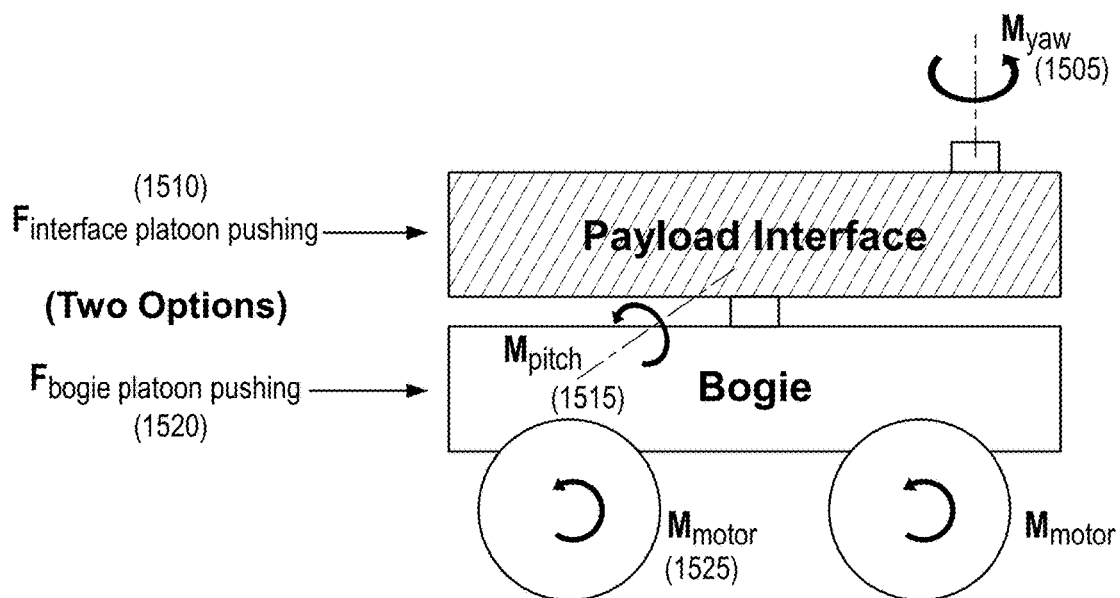 Myaw
(1505)
(1510)
Finterface platoon pushing
Payload Interface
(Two Options)
Mpitch
(1515)
Fbogie platoon pushing
(1520)
Bogie
Mmotor
(1525)
Mmotor